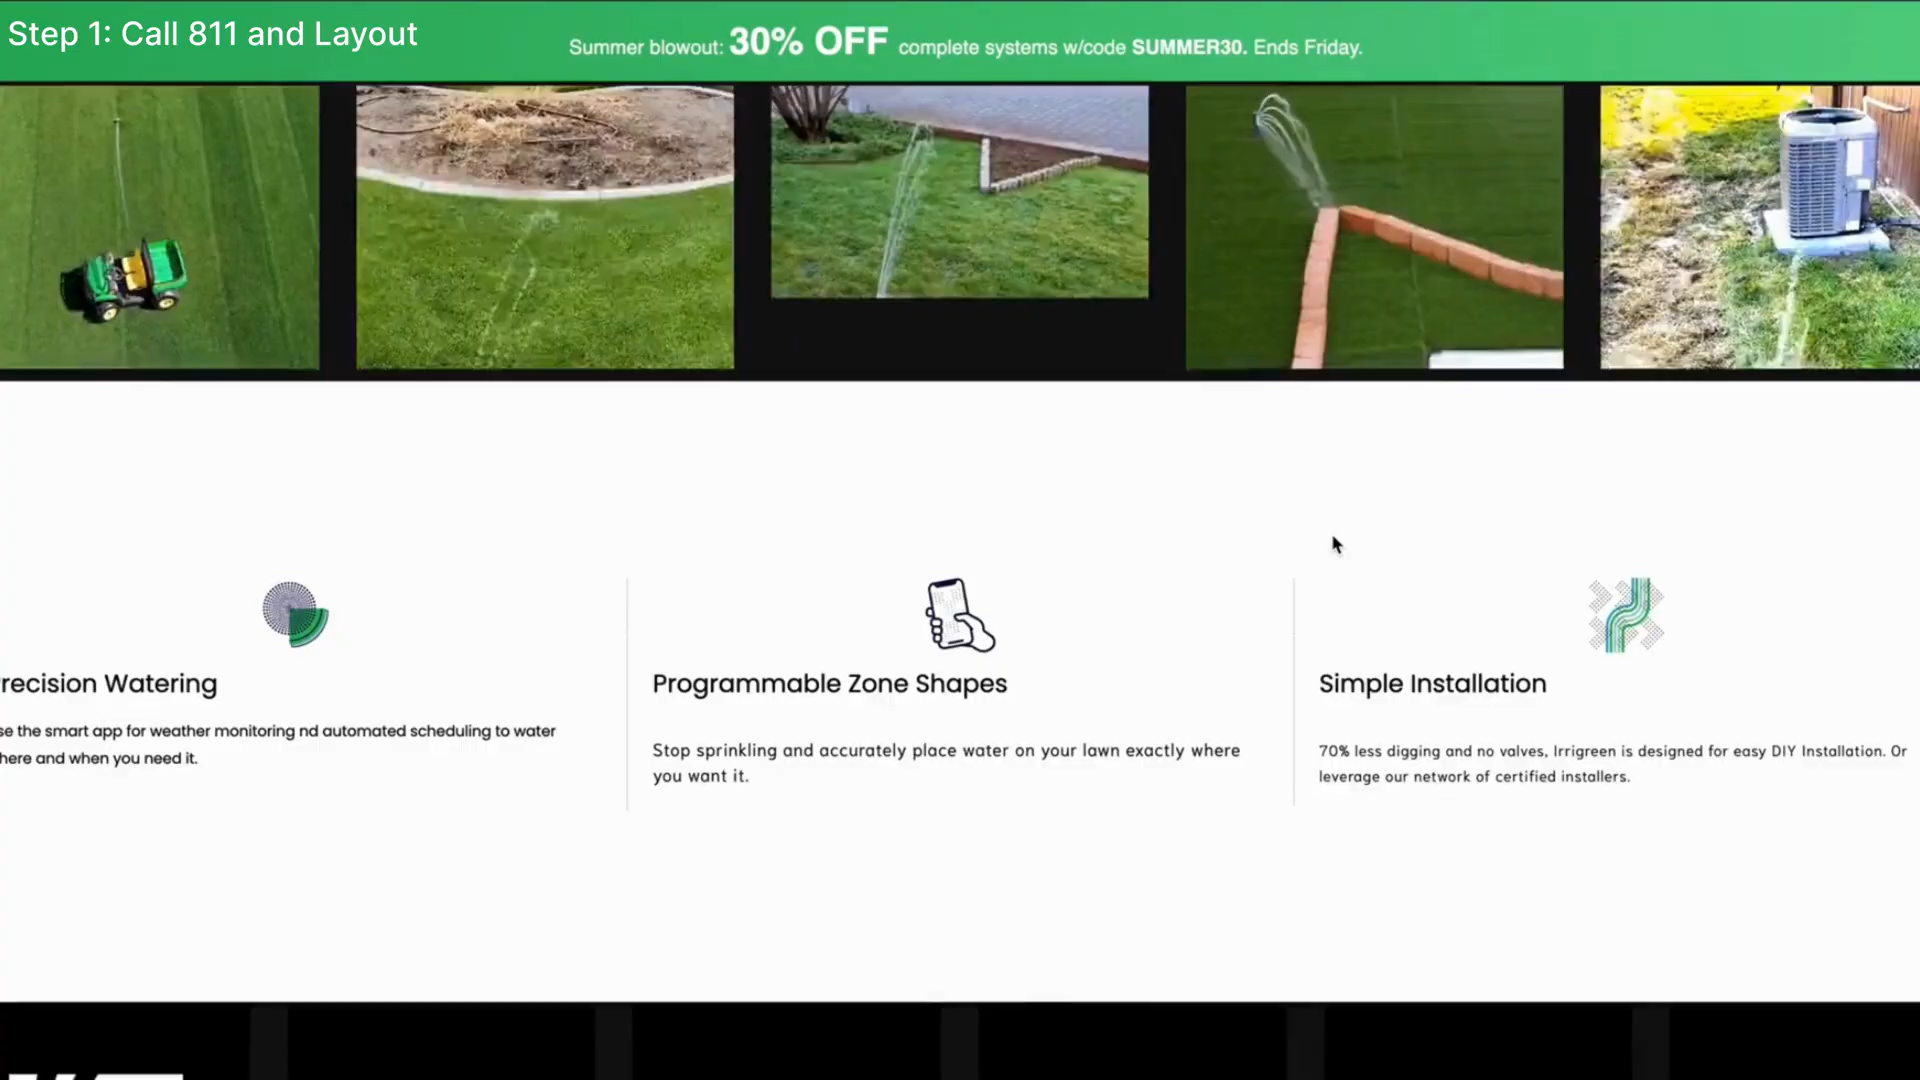 Step 1: Call 811 and Layout
Summer blowout: 30% OFF complete systems w/code SUMMER30. Ends Friday.
recision Watering
se the smart app for weather monitoring nd automated scheduling to water
here and when you need it.
Programmable Zone Shapes
Stop sprinkling and accurately place water on your lawn exactly where
you want it.
Simple Installation
70% less digging and no valves, Irrigreen is designed for easy DIY Installation. Or
leverage our network of certified installers.